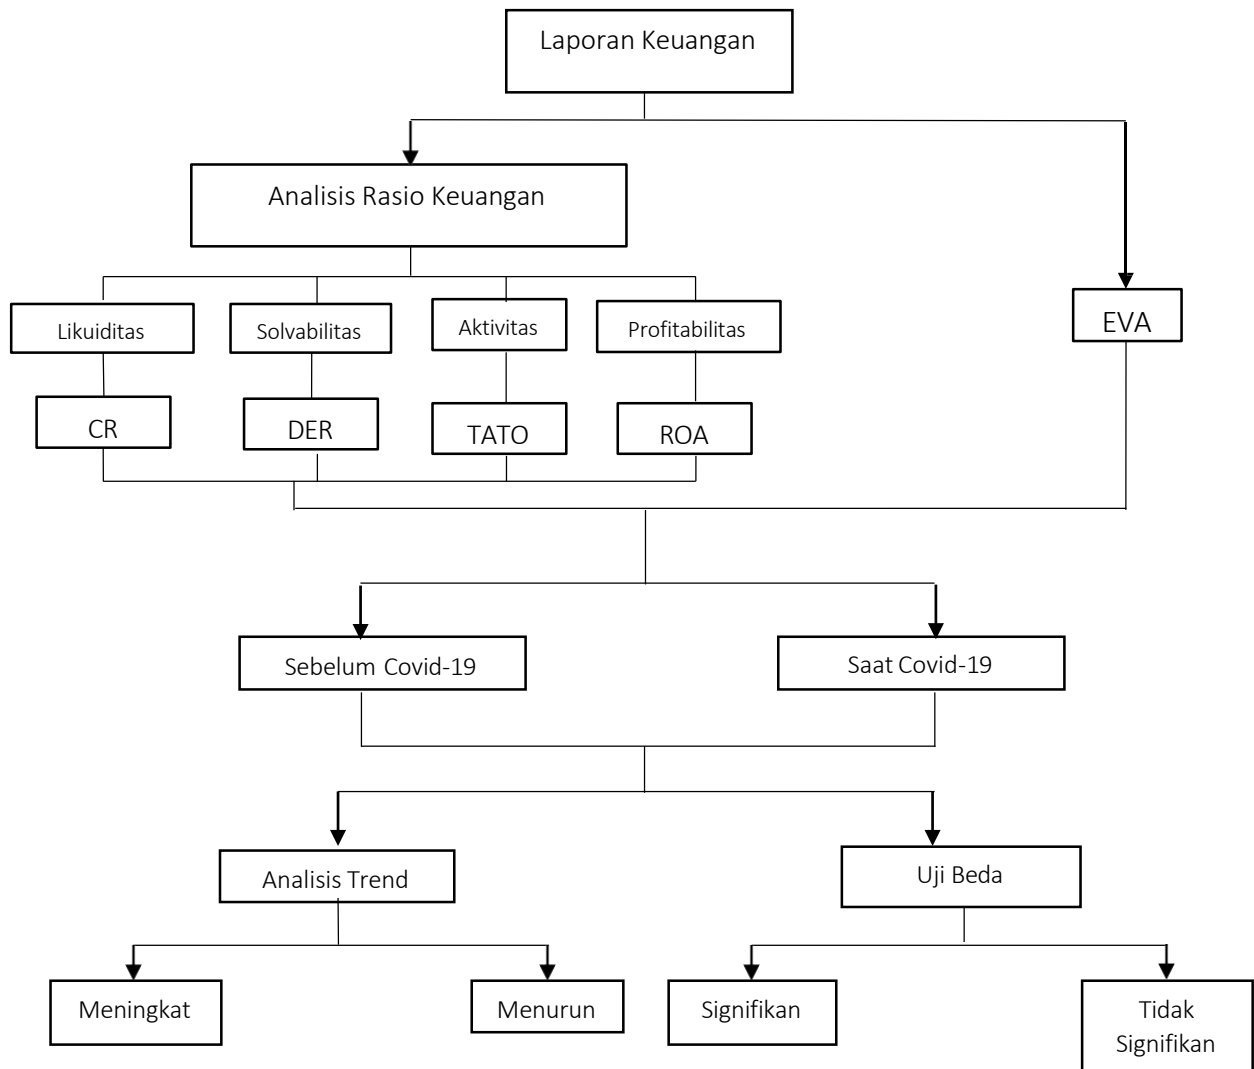 Laporan Keuangan
Analisis Rasio Keuangan
Likuiditas
Solvabilitas
Aktivitas
Profitabilitas
EVA
CR
DER
TATO
ROA
Sebelum Covid-19
Saat Covid-19
Analisis Trend
Uji Beda
Meningkat
Menurun
Signifikan
Tidak
Signifikan